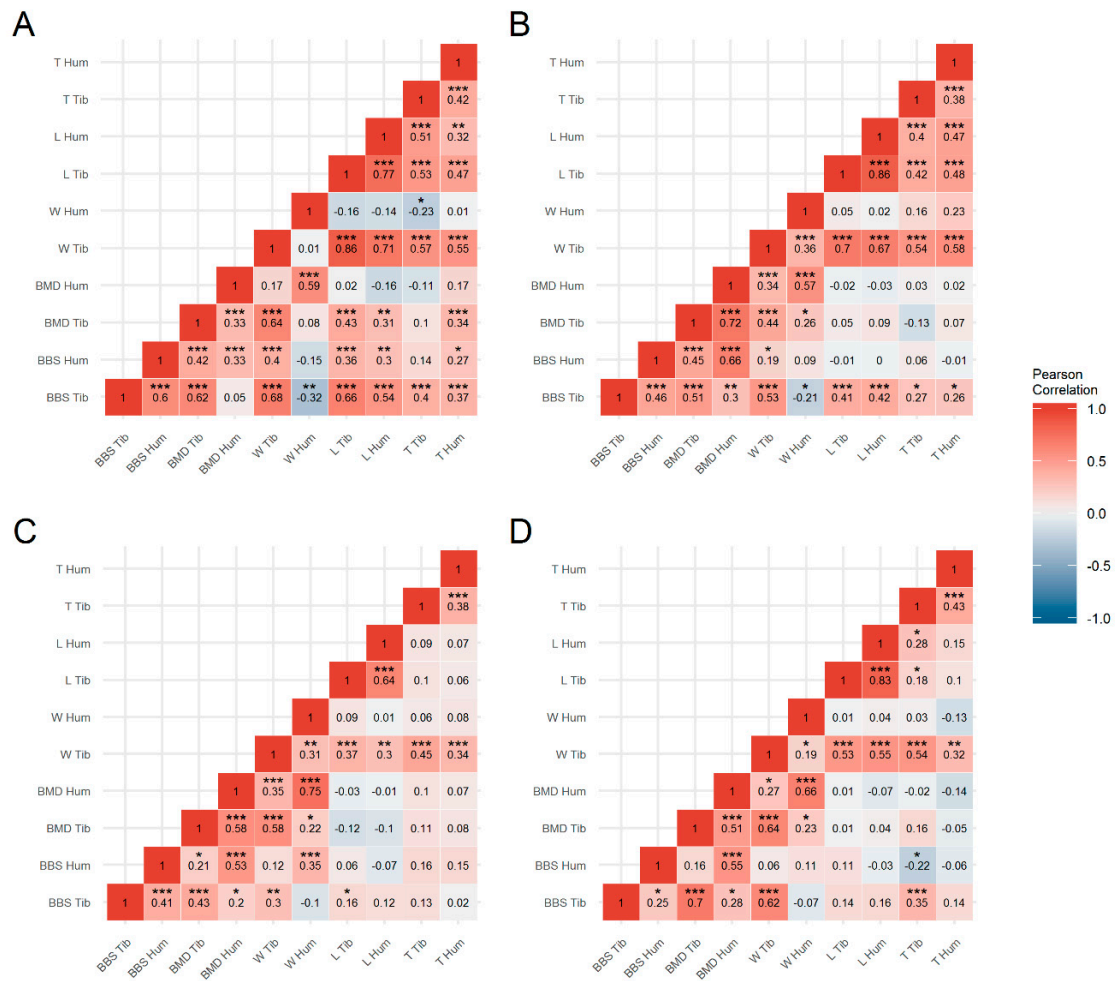 A
T Hum 1
T Tib 1 *** 0.42
L Hum 1 *** 0.51 ** 0.32
L Tib 1 *** 0.77 *** 0.53 *** 0.47
W Hum 1 -0.16 -0.14 * -0.23 0.01
W Tib 1 0.01 *** 0.86 *** 0.71 *** 0.57 *** 0.55
BMD Hum 1 0.17 *** 0.59 0.02 -0.16 -0.11 0.17
BMD Tib 1 *** 0.33 *** 0.64 0.08 *** 0.43 ** 0.31 0.1 *** 0.34
BBS Hum 1 *** 0.42 *** 0.33 *** 0.4 -0.15 *** 0.36 ** 0.3 0.14 * 0.27
BBS Tib 1 *** 0.6 *** 0.62 0.05 *** 0.68 ** -0.32 *** 0.66 *** 0.54 *** 0.4 *** 0.37
BBS Tib BBS Hum BMD Tib BMD Hum W Tib W Hum L Tib L Hum T Tib T Hum
B
T Hum 1
T Tib 1 *** 0.38
L Hum 1 *** 0.4 *** 0.47
L Tib 1 *** 0.86 *** 0.42 *** 0.48
W Hum 1 0.05 0.02 0.16 0.23
W Tib 1 *** 0.36 *** 0.7 *** 0.67 *** 0.54 *** 0.58
BMD Hum 1 *** 0.34 *** 0.57 -0.02 -0.03 0.03 0.02
BMD Tib 1 *** 0.72 *** 0.44 * 0.26 0.05 0.09 -0.13 0.07
BBS Hum 1 *** 0.45 *** 0.66 * 0.19 0.09 -0.01 0 0.06 -0.01
BBS Tib 1 *** 0.46 *** 0.51 ** 0.3 *** 0.53 * -0.21 *** 0.41 *** 0.42 * 0.27 * 0.26
BBS Tib BBS Hum BMD Tib BMD Hum W Tib W Hum L Tib L Hum T Tib T Hum
Pearson
Correlation
1.0
0.5
0.0
-0.5
-1.0
C
T Hum 1
T Tib 1 *** 0.38
L Hum 1 0.09 0.07
L Tib 1 *** 0.64 0.1 0.06
W Hum 1 0.09 0.01 0.06 0.08
W Tib 1 ** 0.31 *** 0.37 ** 0.3 *** 0.45 *** 0.34
BMD Hum 1 *** 0.35 *** 0.75 -0.03 -0.01 0.1 0.07
BMD Tib 1 *** 0.58 *** 0.58 * 0.22 -0.12 -0.1 0.11 0.08
BBS Hum 1 * 0.21 *** 0.53 0.12 *** 0.35 0.06 -0.07 0.16 0.15
BBS Tib 1 *** 0.41 *** 0.43 * 0.2 ** 0.3 -0.1 * 0.16 0.12 0.13 0.02
BBS Tib BBS Hum BMD Tib BMD Hum W Tib W Hum L Tib L Hum T Tib T Hum
D
T Hum 1
T Tib 1 *** 0.43
L Hum 1 * 0.28 0.15
L Tib 1 *** 0.83 * 0.18 0.1
W Hum 1 0.01 0.04 0.03 -0.13
W Tib 1 * 0.19 *** 0.53 *** 0.55 *** 0.54 ** 0.32
BMD Hum 1 * 0.27 *** 0.66 0.01 -0.07 -0.02 -0.14
BMD Tib 1 *** 0.51 *** 0.64 * 0.23 0.01 0.04 0.16 -0.05
BBS Hum 1 0.16 *** 0.55 0.06 0.11 0.11 -0.03 * -0.22 -0.06
BBS Tib 1 * 0.25 *** 0.7 * 0.28 *** 0.62 -0.07 0.14 0.16 *** 0.35 0.14
BBS Tib BBS Hum BMD Tib BMD Hum W Tib W Hum L Tib L Hum T Tib T Hum